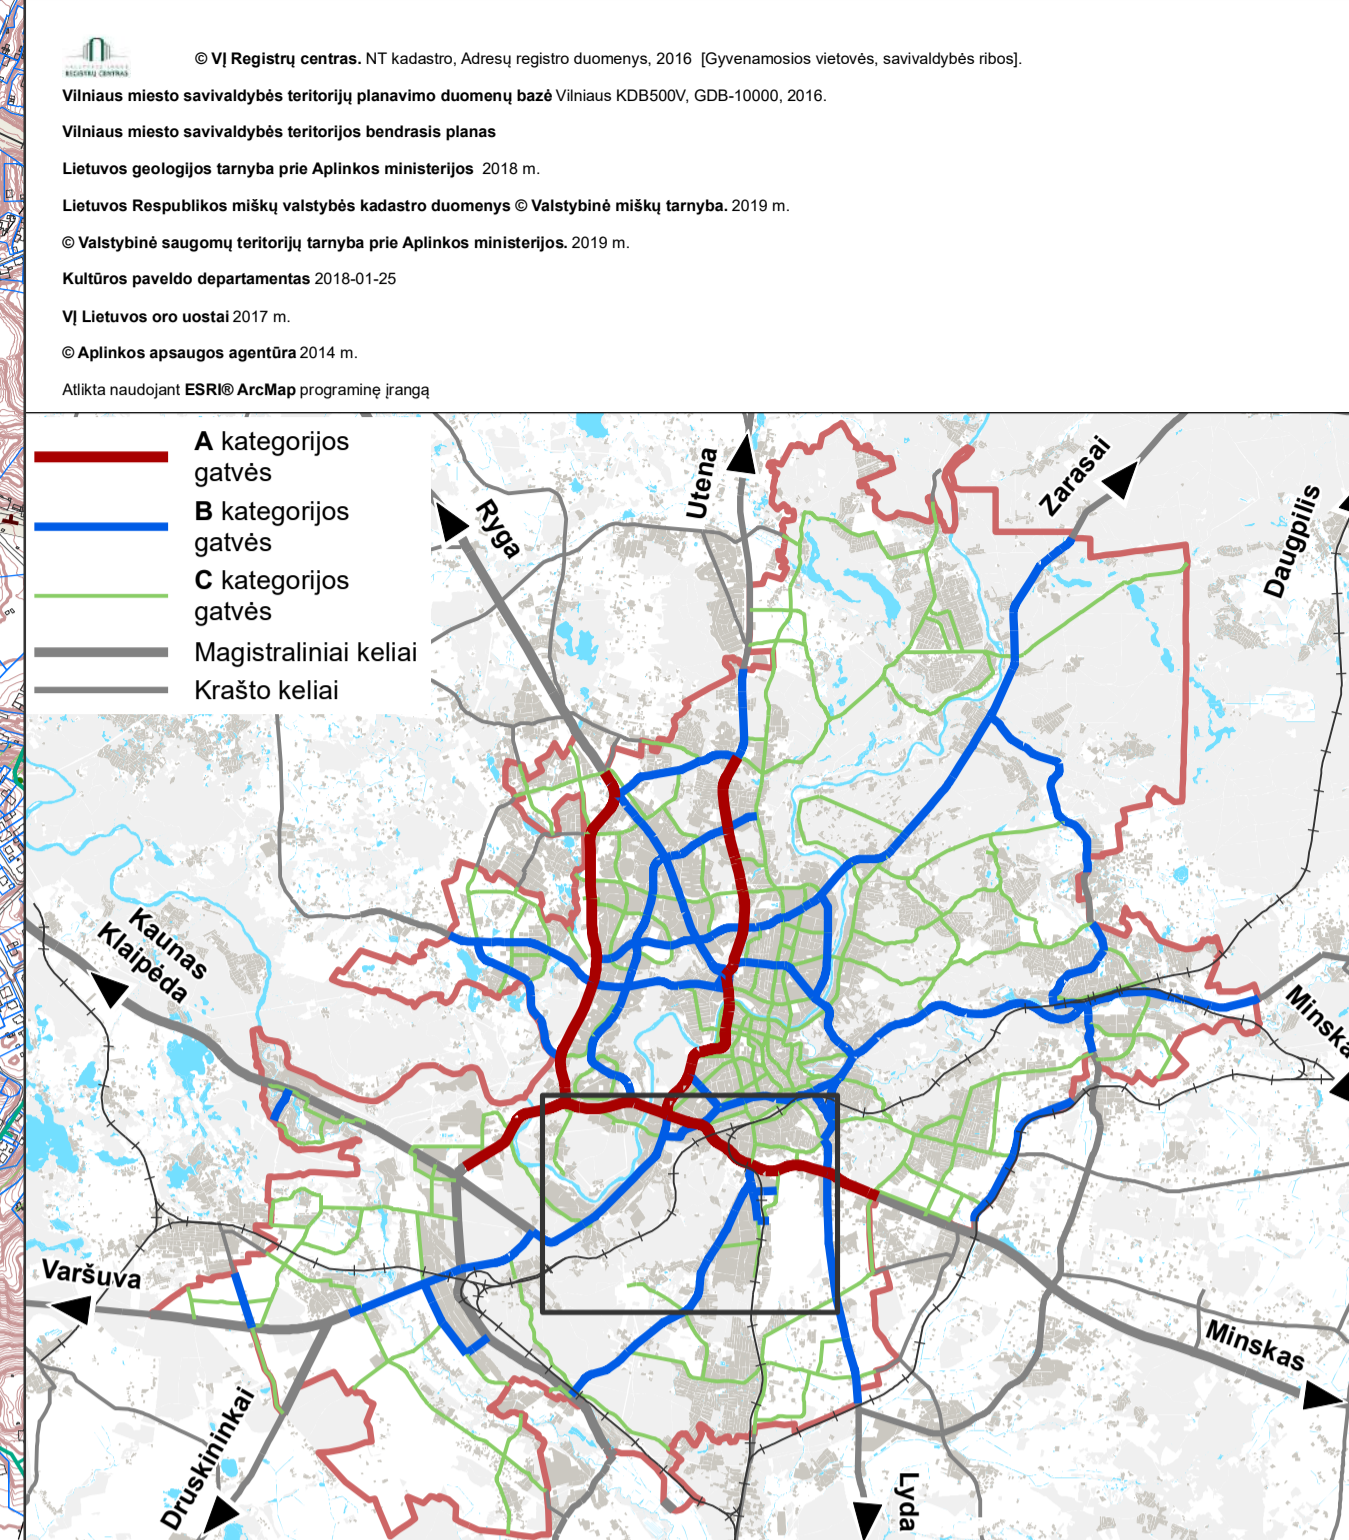 REGISTRŲ CENTRAS
© VĮ Registrų centras. NT kadastro, Adresų registro duomenys, 2016 [Gyvenamosios vietovės, savivaldybės ribos].
Vilniaus miesto savivaldybės teritorijų planavimo duomenų bazė Vilniaus KDB500V, GDB-10000, 2016.
Vilniaus miesto savivaldybės teritorijos bendrasis planas
Lietuvos geologijos tarnyba prie Aplinkos ministerijos 2018 m.
Lietuvos Respublikos miškų valstybės kadastro duomenys © Valstybinė miškų tarnyba. 2019 m.
© Valstybinė saugomų teritorijų tarnyba prie Aplinkos ministerijos. 2019 m.
Kultūros paveldo departamentas 2018-01-25
VĮ Lietuvos oro uostai 2017 m.
© Aplinkos apsaugos agentūra 2014 m.
Atlikta naudojant ESRI® ArcMap programinę įrangą
A kategorijos
gatvės
B kategorijos
gatvės
C kategorijos
gatvės
Magistraliniai keliai
Krašto keliai
Ryga
Utena
Zarasai
Daugpilis
Kaunas
Klaipėda
Minska
Varšuva
Minskas
Druskininkai
Lyda